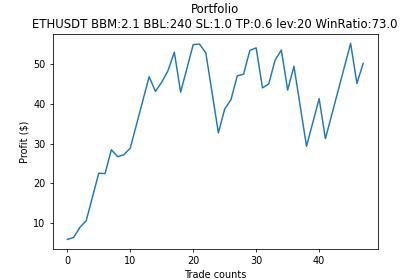 Portfolio
ETHUSDT BBM:2.1 BBL:240 SL:1.0 TP:0.6 lev:20 WinRatio:73.0
Profit ($)
50
40
30
20
10
0
10
20
30
40
Trade counts